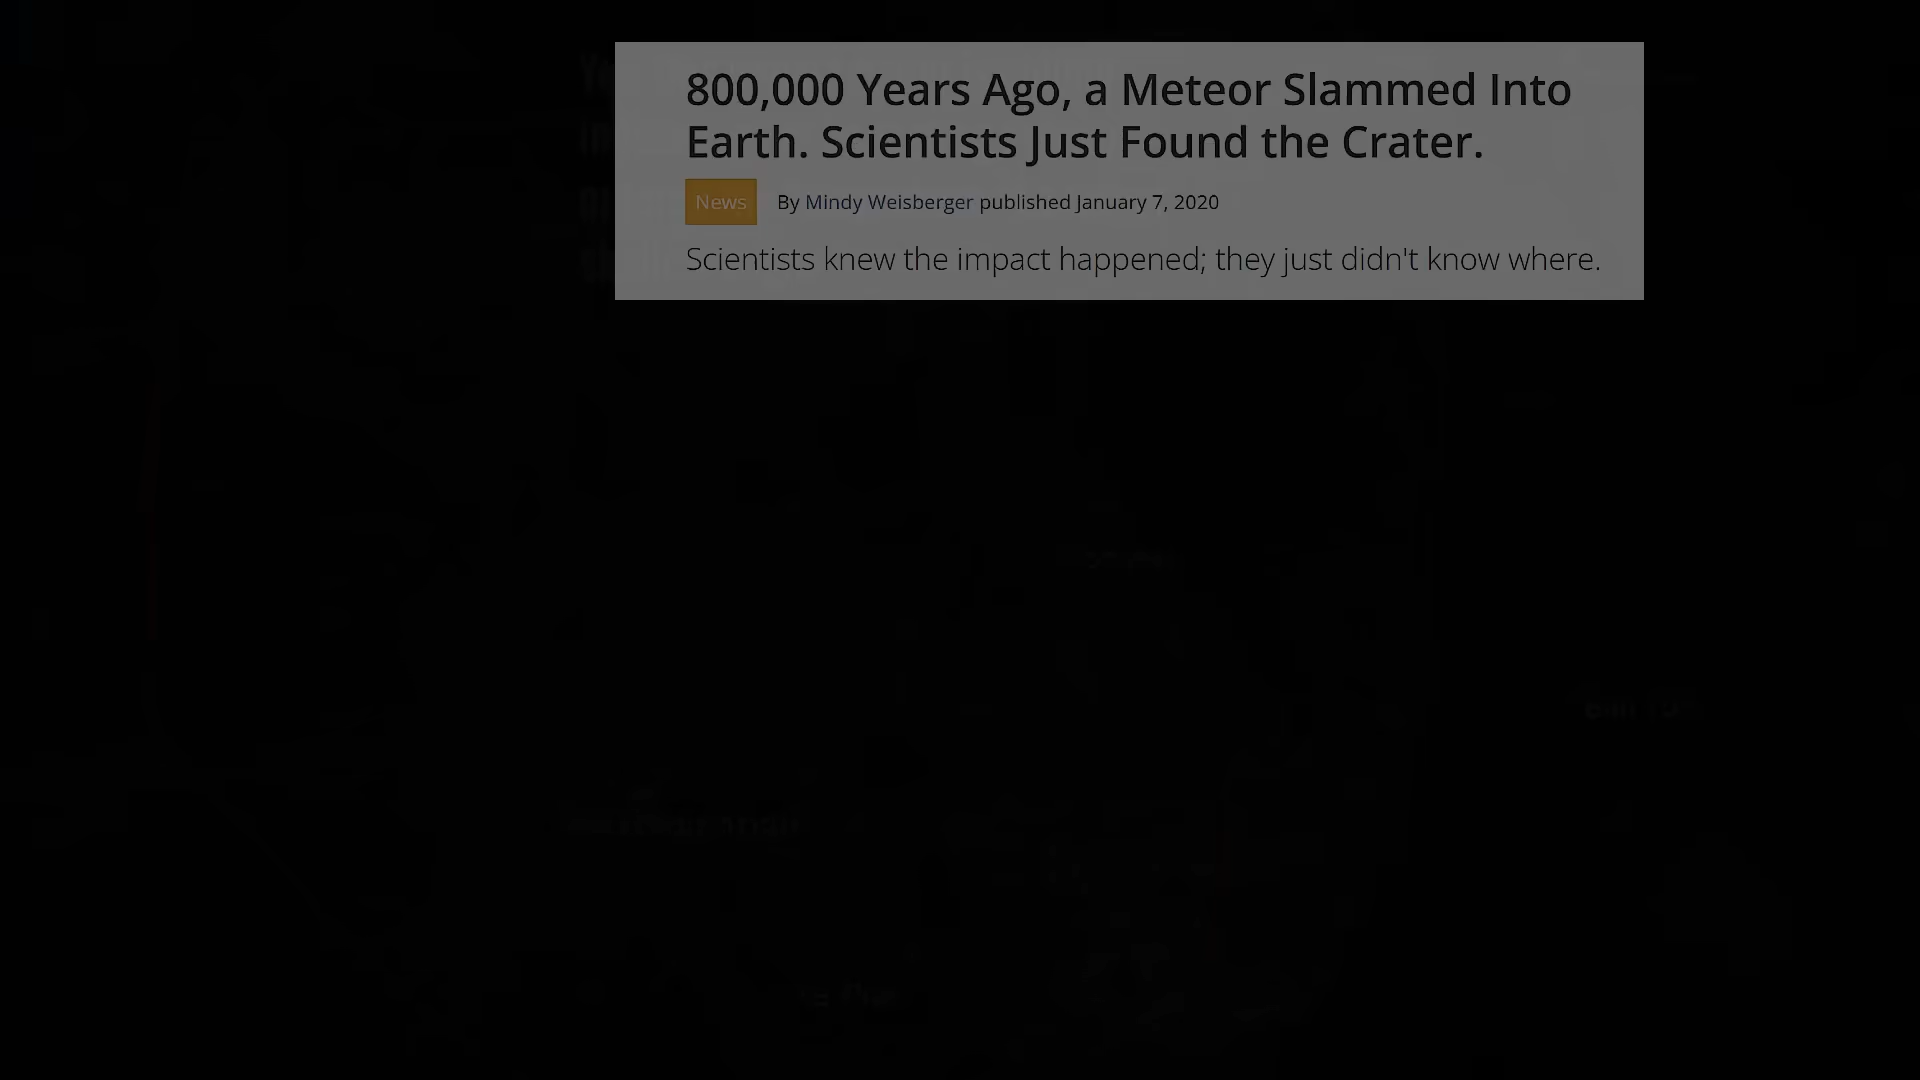 800,000 Years Ago, a Meteor Slammed Into
Earth. Scientists Just Found the Crater.
News By Mindy Weisberger published January 7, 2020
Scientists knew the impact happened; they just didn't know where.